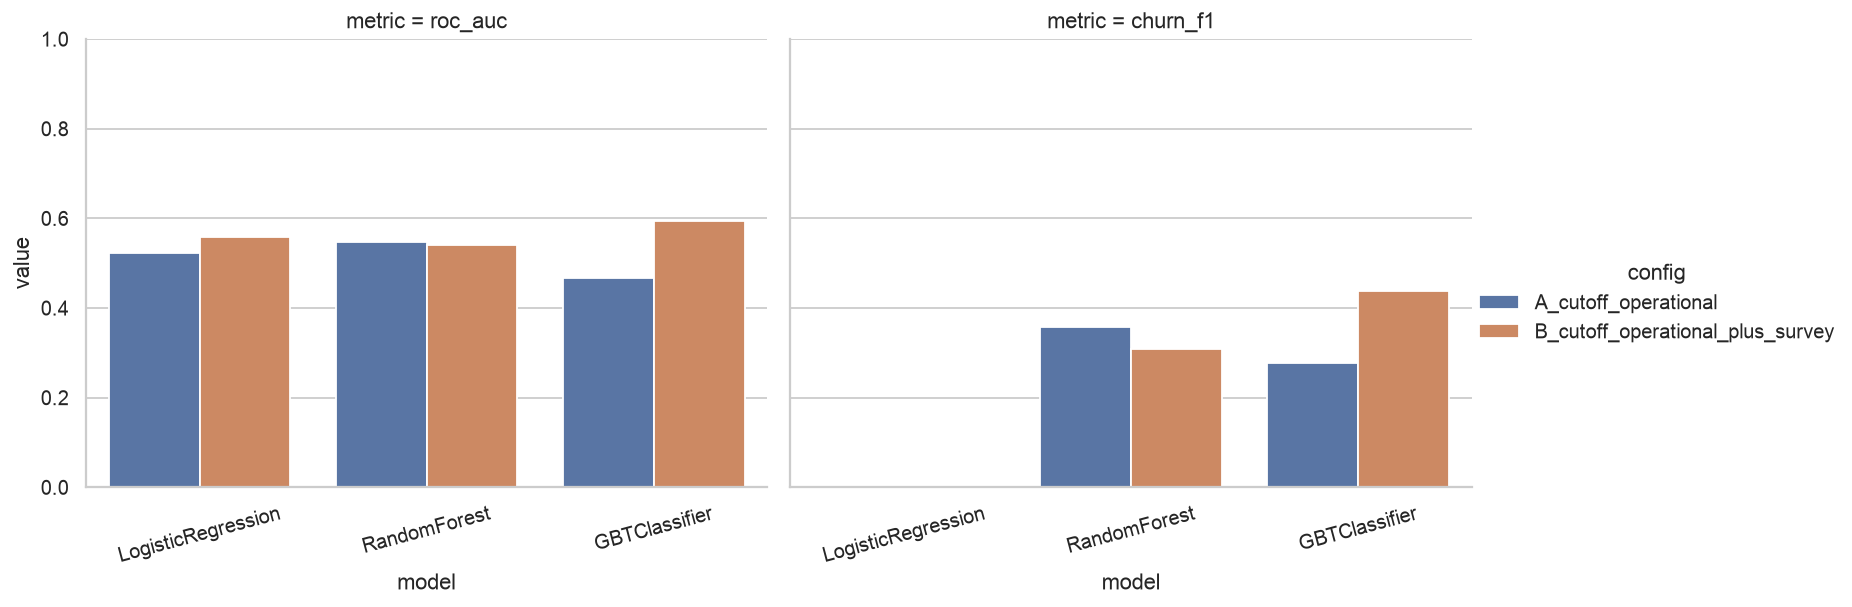 metric = roc_auc
metric = churn_f1
1.0
0.8
0.6
0.4
0.2
0.0
value
LogisticRegression
RandomForest
GBTClassifier
model
LogisticRegression
RandomForest
GBTClassifier
model
config
A_cutoff_operational
B_cutoff_operational_plus_survey